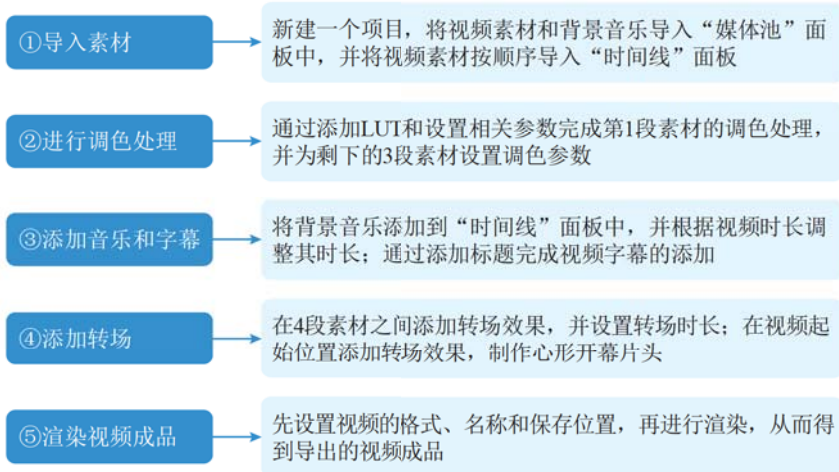 ①导入素材
新建一个项目，将视频素材和背景音乐导入“媒体池”面
板中，并将视频素材按顺序导入“时间线”面板
②进行调色处理
通过添加LUT和设置相关参数完成第1段素材的调色处理，
并为剩下的3段素材设置调色参数
③添加音乐和字幕
将背景音乐添加到“时间线”面板中，并根据视频时长调
整其时长；通过添加标题完成视频字幕的添加
④添加转场
在4段素材之间添加转场效果，并设置转场时长；在视频起
始位置添加转场效果，制作心形开幕片头
⑤渲染视频成品
先设置视频的格式、名称和保存位置，再进行渲染，从而得
到导出的视频成品